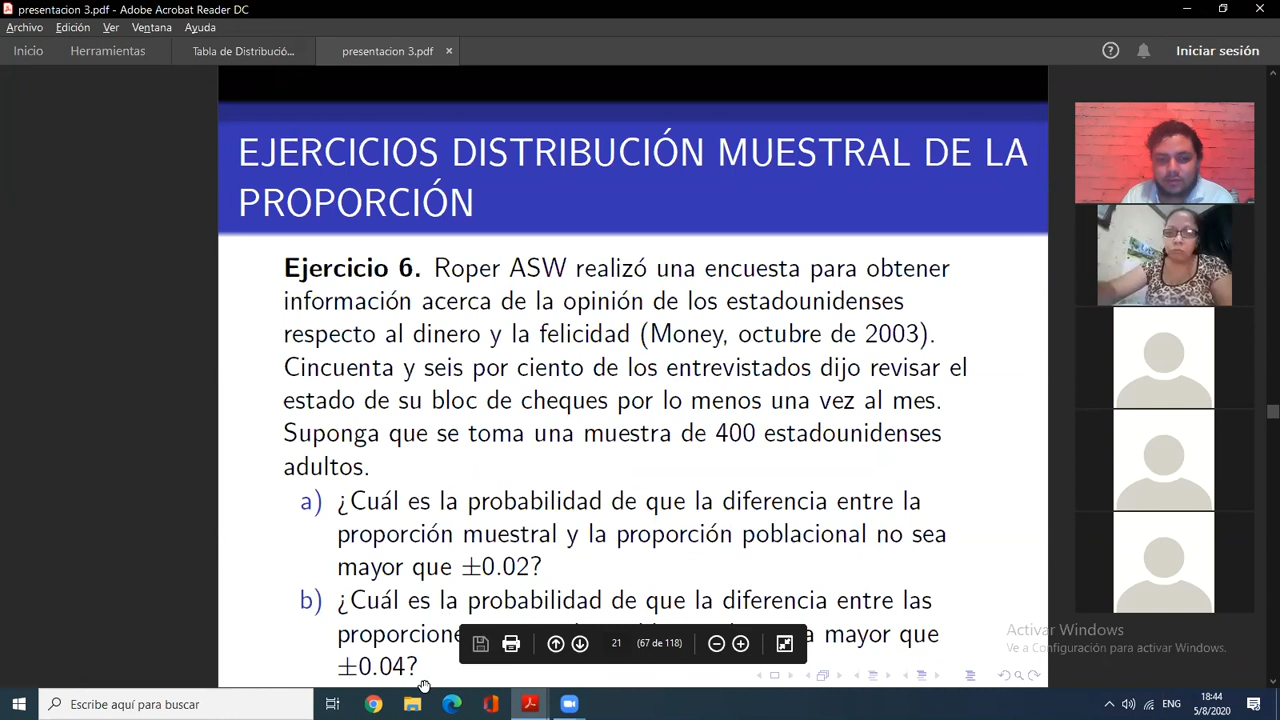 presentacion 3.pdf - Adobe Acrobat Reader DC
Archivo Edición Ver Ventana Ayuda
Inicio Herramientas Tabla de Distribució... presentacion 3.pdf × Iniciar sesión
EJERCICIOS DISTRIBUCIÓN MUESTRAL DE LA
PROPORCIÓN
Ejercicio 6. Roper ASW realizó una encuesta para obtener
información acerca de la opinión de los estadounidenses
respecto al dinero y la felicidad (Money, octubre de 2003).
Cincuenta y seis por ciento de los entrevistados dijo revisar el
estado de su bloc de cheques por lo menos una vez al mes.
Suponga que se toma una muestra de 400 estadounidenses
adultos.
a) ¿Cuál es la probabilidad de que la diferencia entre la
proporción muestral y la proporción poblacional no sea
mayor que ±0.02?
b) ¿Cuál es la probabilidad de que la diferencia entre las
proporcione mayor que
21 (67 de 118)
±0.04?
Activar Windows
Ve a Configuración para activar Windows.
Escribe aquí para buscar
ENG
18:44
5/8/2020